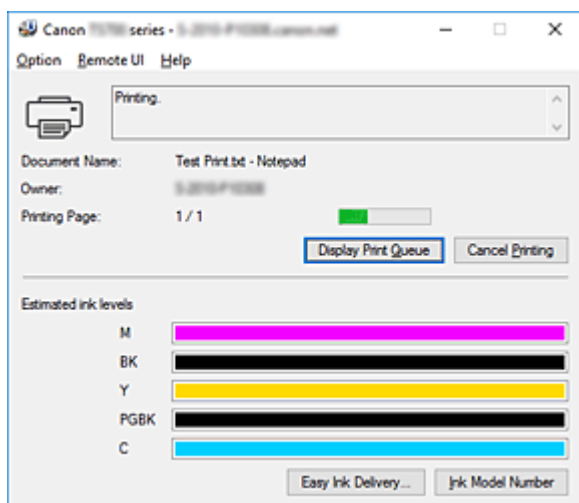 Canon series -
Option Remote UI Help
Printing.
Document Name: Test Print.txt - Notepad
Owner:
Printing Page: 1 / 1
Display Print Queue Cancel Printing
Estimated ink levels
M
BK
Y
PGBK
C
Easy Ink Delivery... Ink Model Number